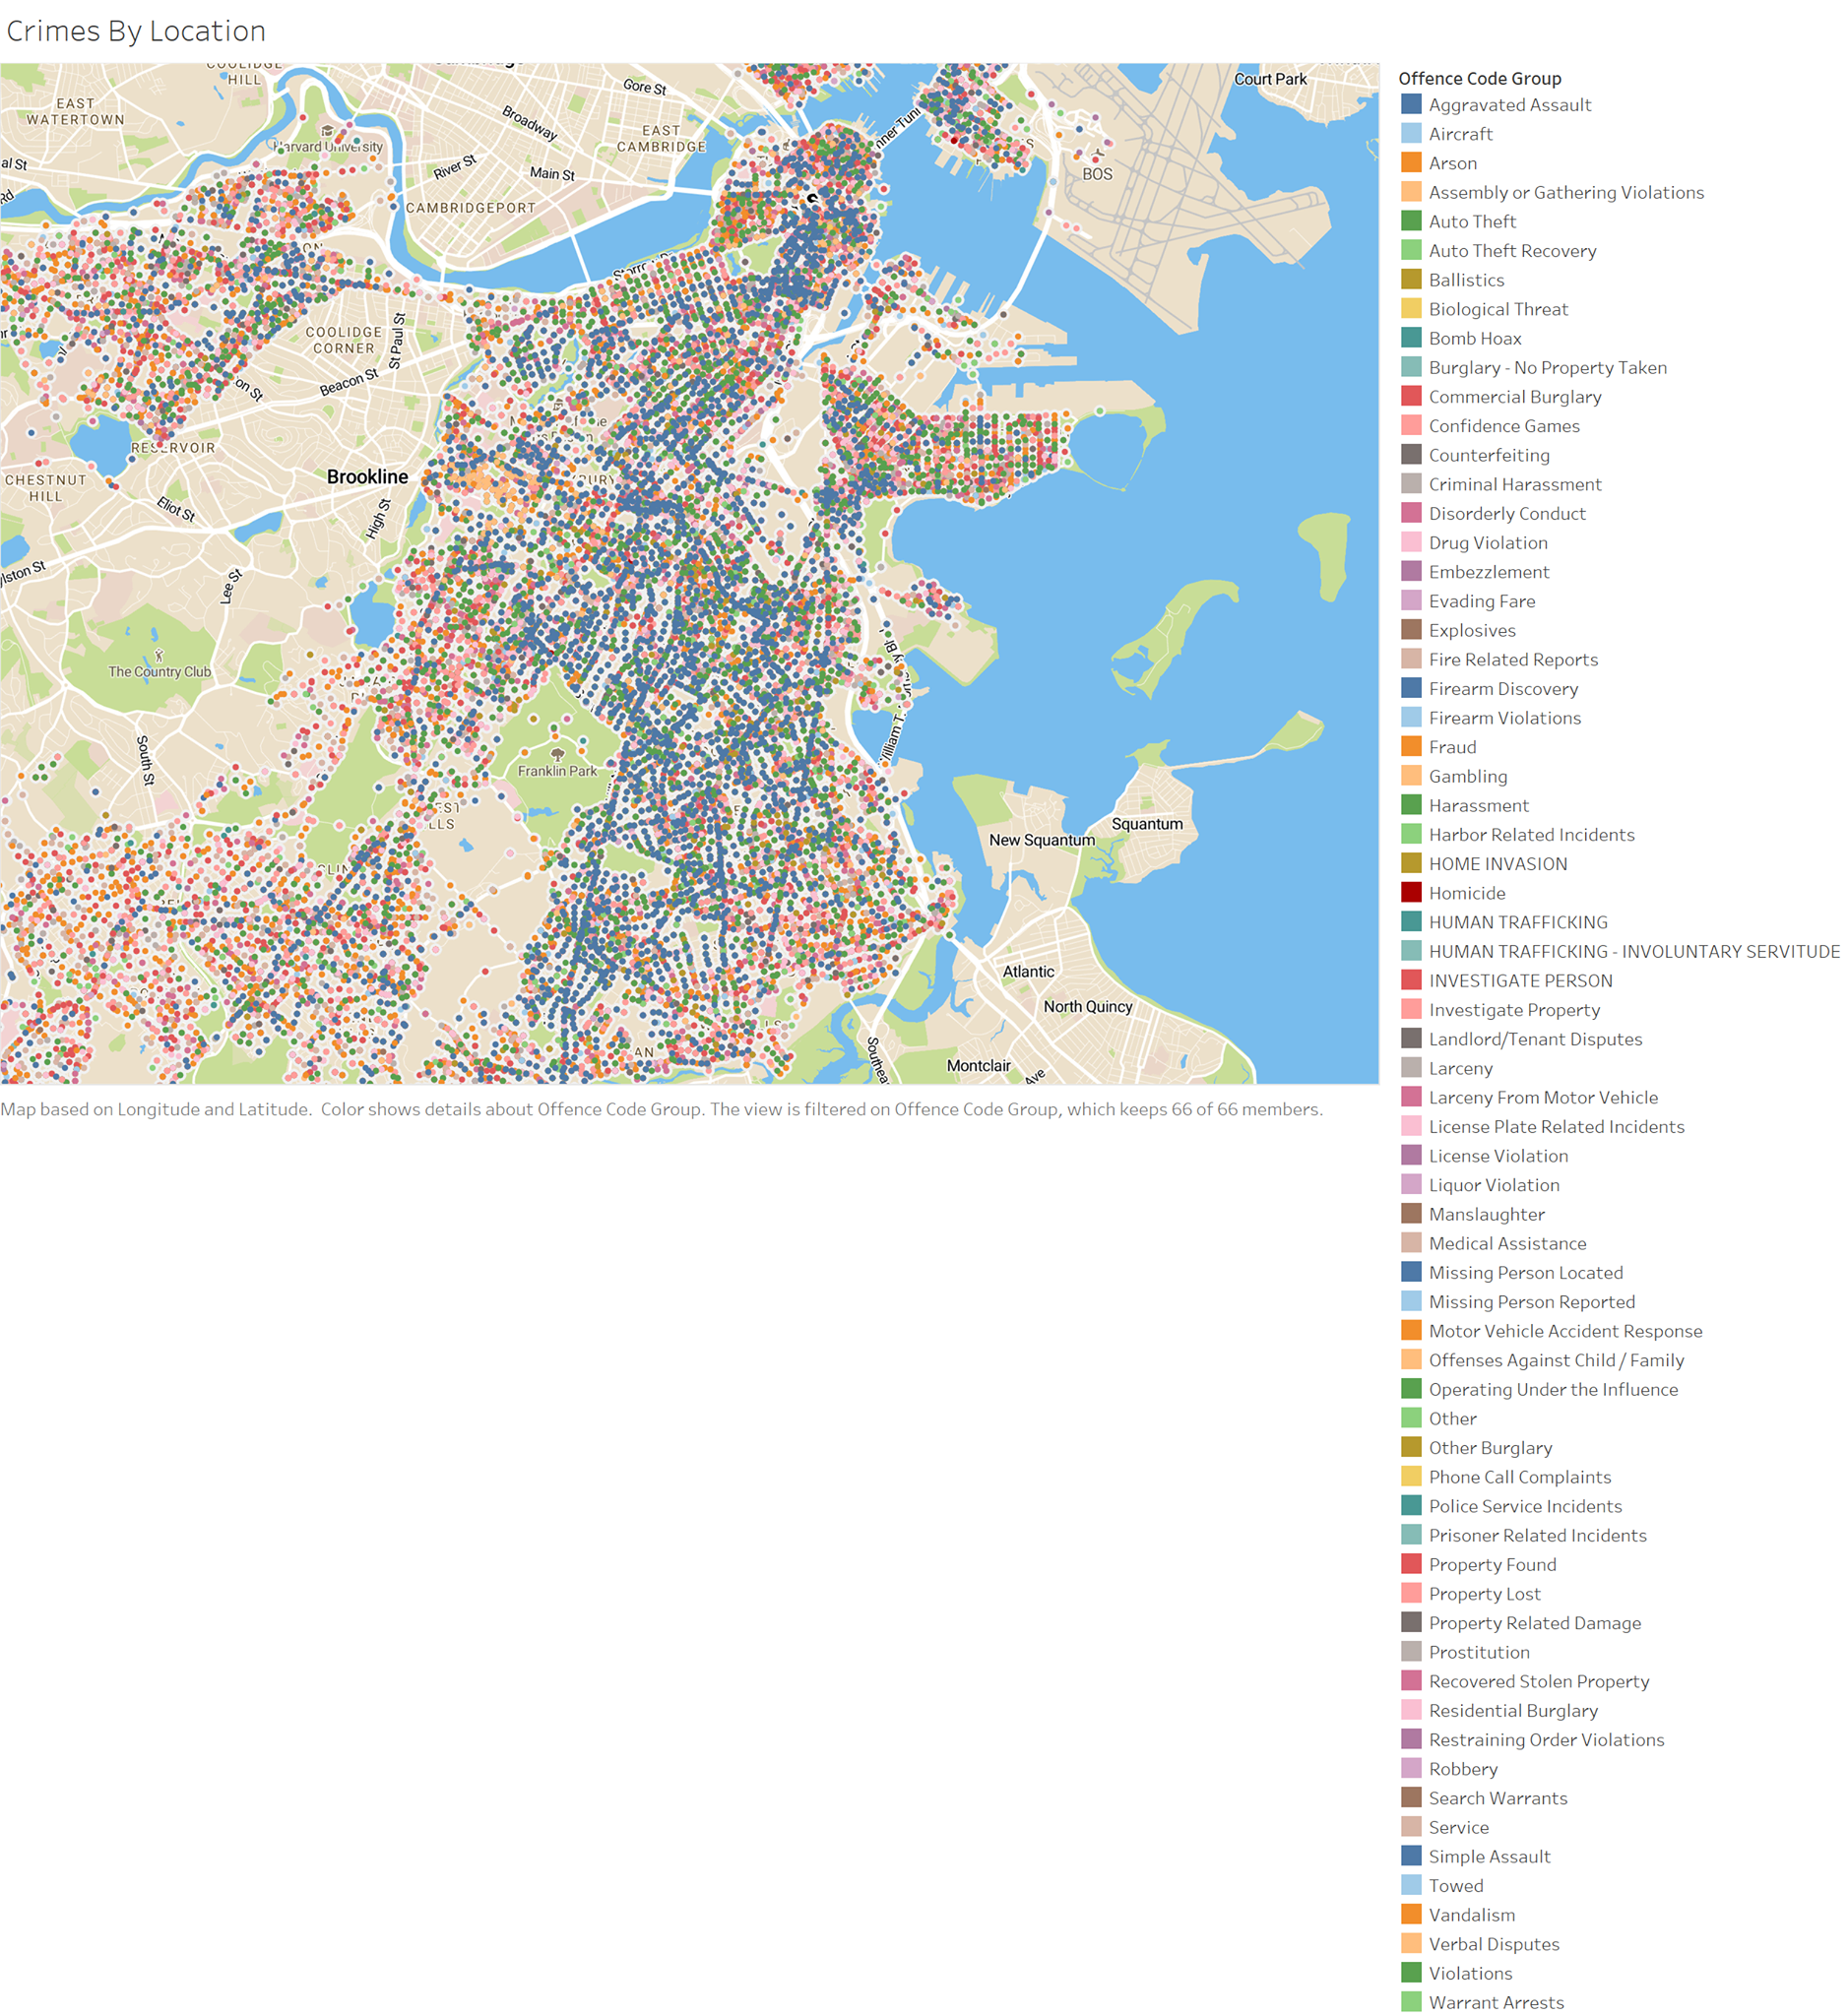 Crimes By Location
COOLIDGE
HILL
EAST
WATERTOWN
Harvard University
Gore St
Broadway
EAST
CAMBRIDGE
River St
Main St
CAMBRIDGEPORT
Court Park
BOS
al St
Rd
COOLIDGE
CORNER
St Paul St
Beacon St
on St
RESERVOIR
Brookline
CHESTNUT
HILL
Eliot St
High St
lston St
Lee St
The Country Club
South St
Franklin Park
New Squantum
Squantum
Atlantic
North Quincy
Montclair
Ave
Map based on Longitude and Latitude. Color shows details about Offence Code Group. The view is filtered on Offence Code Group, which keeps 66 of 66 members.
Offence Code Group
Aggravated Assault
Aircraft
Arson
Assembly or Gathering Violations
Auto Theft
Auto Theft Recovery
Ballistics
Biological Threat
Bomb Hoax
Burglary - No Property Taken
Commercial Burglary
Confidence Games
Counterfeiting
Criminal Harassment
Disorderly Conduct
Drug Violation
Embezzlement
Evading Fare
Explosives
Fire Related Reports
Firearm Discovery
Firearm Violations
Fraud
Gambling
Harassment
Harbor Related Incidents
HOME INVASION
Homicide
HUMAN TRAFFICKING
HUMAN TRAFFICKING - INVOLUNTARY SERVITUDE
INVESTIGATE PERSON
Investigate Property
Landlord/Tenant Disputes
Larceny
Larceny From Motor Vehicle
License Plate Related Incidents
License Violation
Liquor Violation
Manslaughter
Medical Assistance
Missing Person Located
Missing Person Reported
Motor Vehicle Accident Response
Offenses Against Child / Family
Operating Under the Influence
Other
Other Burglary
Phone Call Complaints
Police Service Incidents
Prisoner Related Incidents
Property Found
Property Lost
Property Related Damage
Prostitution
Recovered Stolen Property
Residential Burglary
Restraining Order Violations
Robbery
Search Warrants
Service
Simple Assault
Towed
Vandalism
Verbal Disputes
Violations
Warrant Arrests